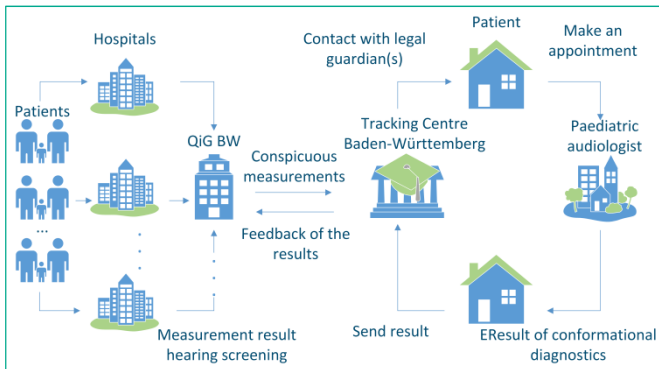 Hospitals
Patients
...
QiG BW
Conspicuous
measurements
Feedback of the
results
Measurement result
hearing screening
Contact with legal
guardian(s)
Patient
Make an
appointment
Tracking Centre
Baden-Württemberg
Paediatric
audiologist
Send result
EResult of conformational
diagnostics